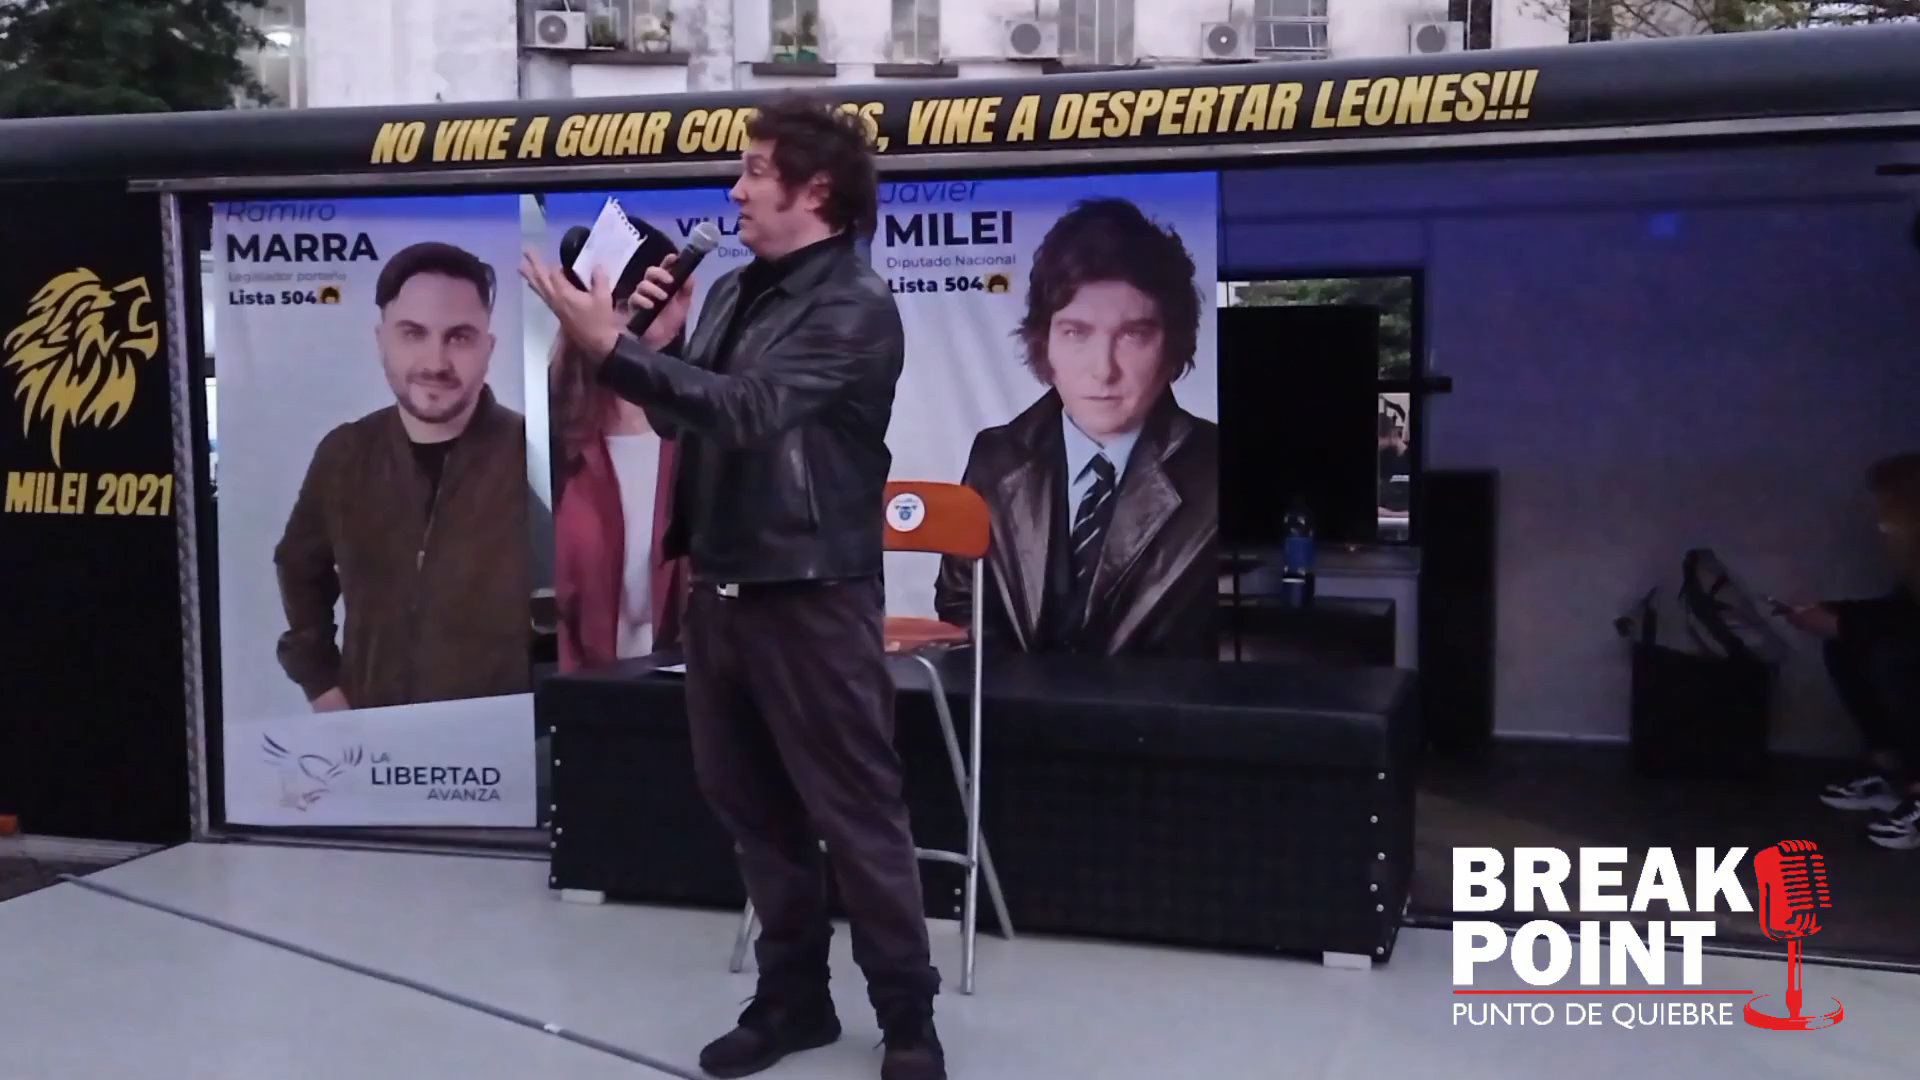 NO VINE A GUIAR COR OS, VINE A DESPERTAR LEONES!!!
Ramiro
MARRA
Legislador porteño
Lista 504
Javier
MILEI
Diputado Nacional
Lista 504
MILEI 2021
LA
LIBERTAD
AVANZA
BREAK
POINT
PUNTO DE QUIEBRE